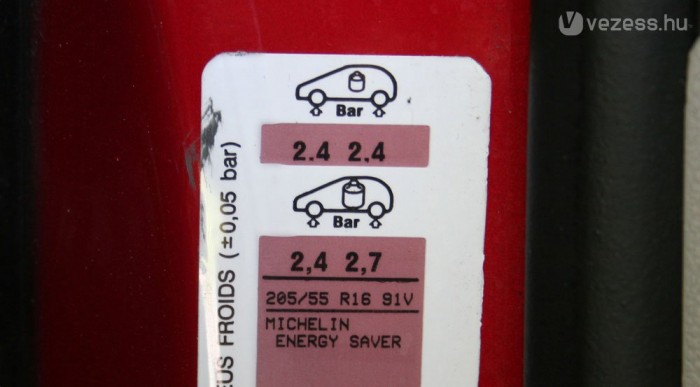 vezess.hu
Bar
2.4 2,4
Bar
2,4 2,7
205/55 R16 91V
MICHELIN
ENERGY SAVER
FROIDS (±0,05 bar)